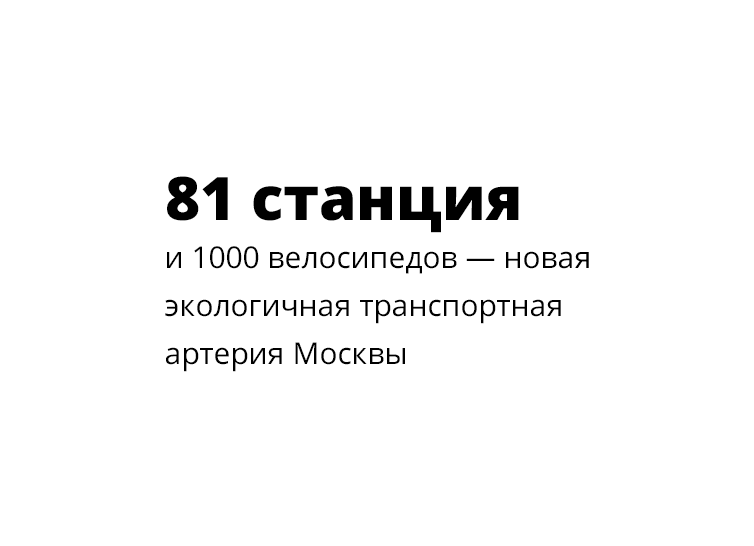 81 станция
и 1000 велосипедов — новая
экологичная транспортная
артерия Москвы